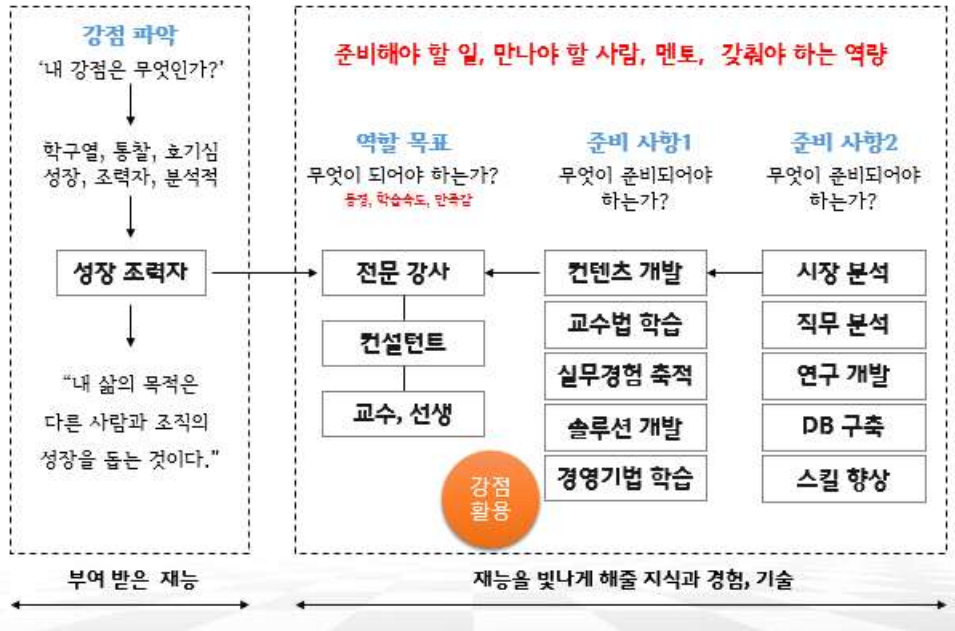 강점 파악
'내 강점은 무엇인가?'
학구열, 통찰, 호기심
성장, 조력자, 분석적
성장 조력자
"내 삶의 목적은
다른 사람과 조직의
성장을 돕는 것이다."
부여 받은 재능
준비해야 할 일, 만나야 할 사람, 멘토, 갖춰야 하는 역량
역할 목표
무엇이 되어야 하는가?
동경, 학습속도, 만족감
전문 강사
컨설턴트
교수, 선생
준비 사항1
무엇이 준비되어야
하는가?
컨텐츠 개발
교수법 학습
실무경험 축적
솔루션 개발
경영기법 학습
준비 사항2
무엇이 준비되어야
하는가?
시장 분석
직무 분석
연구 개발
DB 구축
스킬 향상
강점
활용
재능을 빛나게 해줄 지식과 경험, 기술